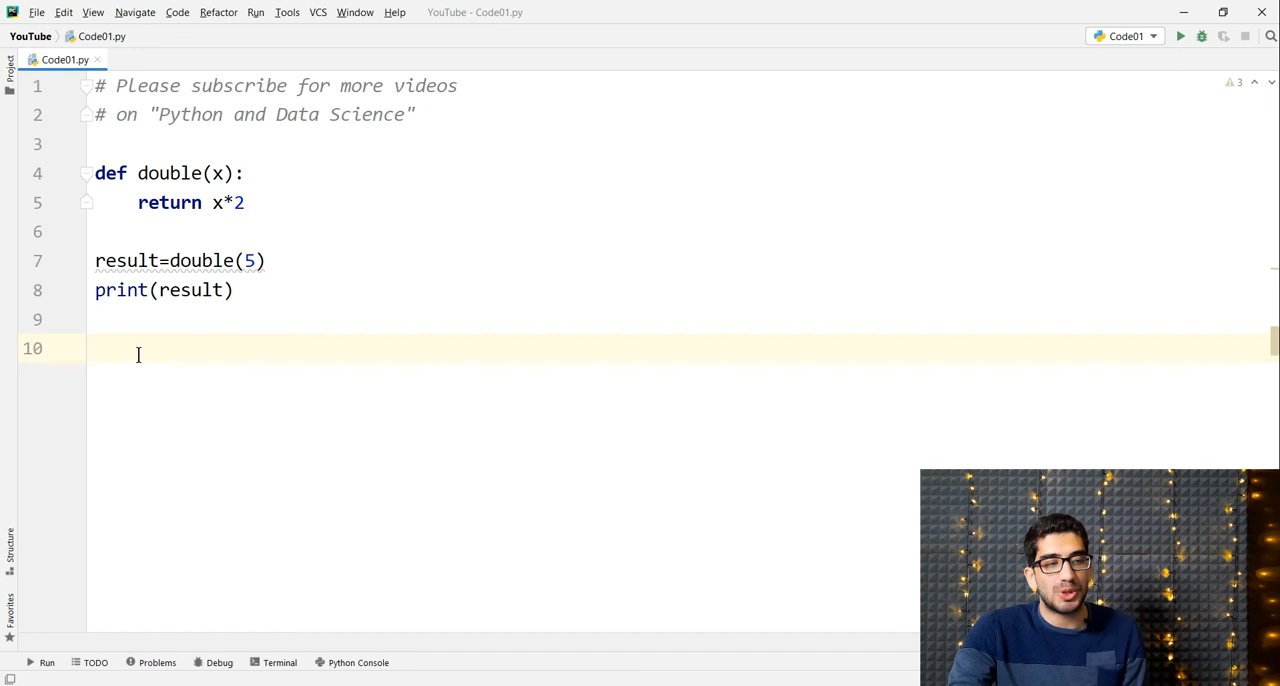 File Edit View Navigate Code Refactor Run Tools VCS Window Help YouTube - Code01.py
YouTube Code01.py Code01
Project
Code01.py
1 # Please subscribe for more videos
3
2 # on "Python and Data Science"
3
4 def double(x):
5 return x*2
6
7 result=double(5)
8 print(result)
9
10
Structure
Favorites
Run TODO Problems Debug Terminal Python Console